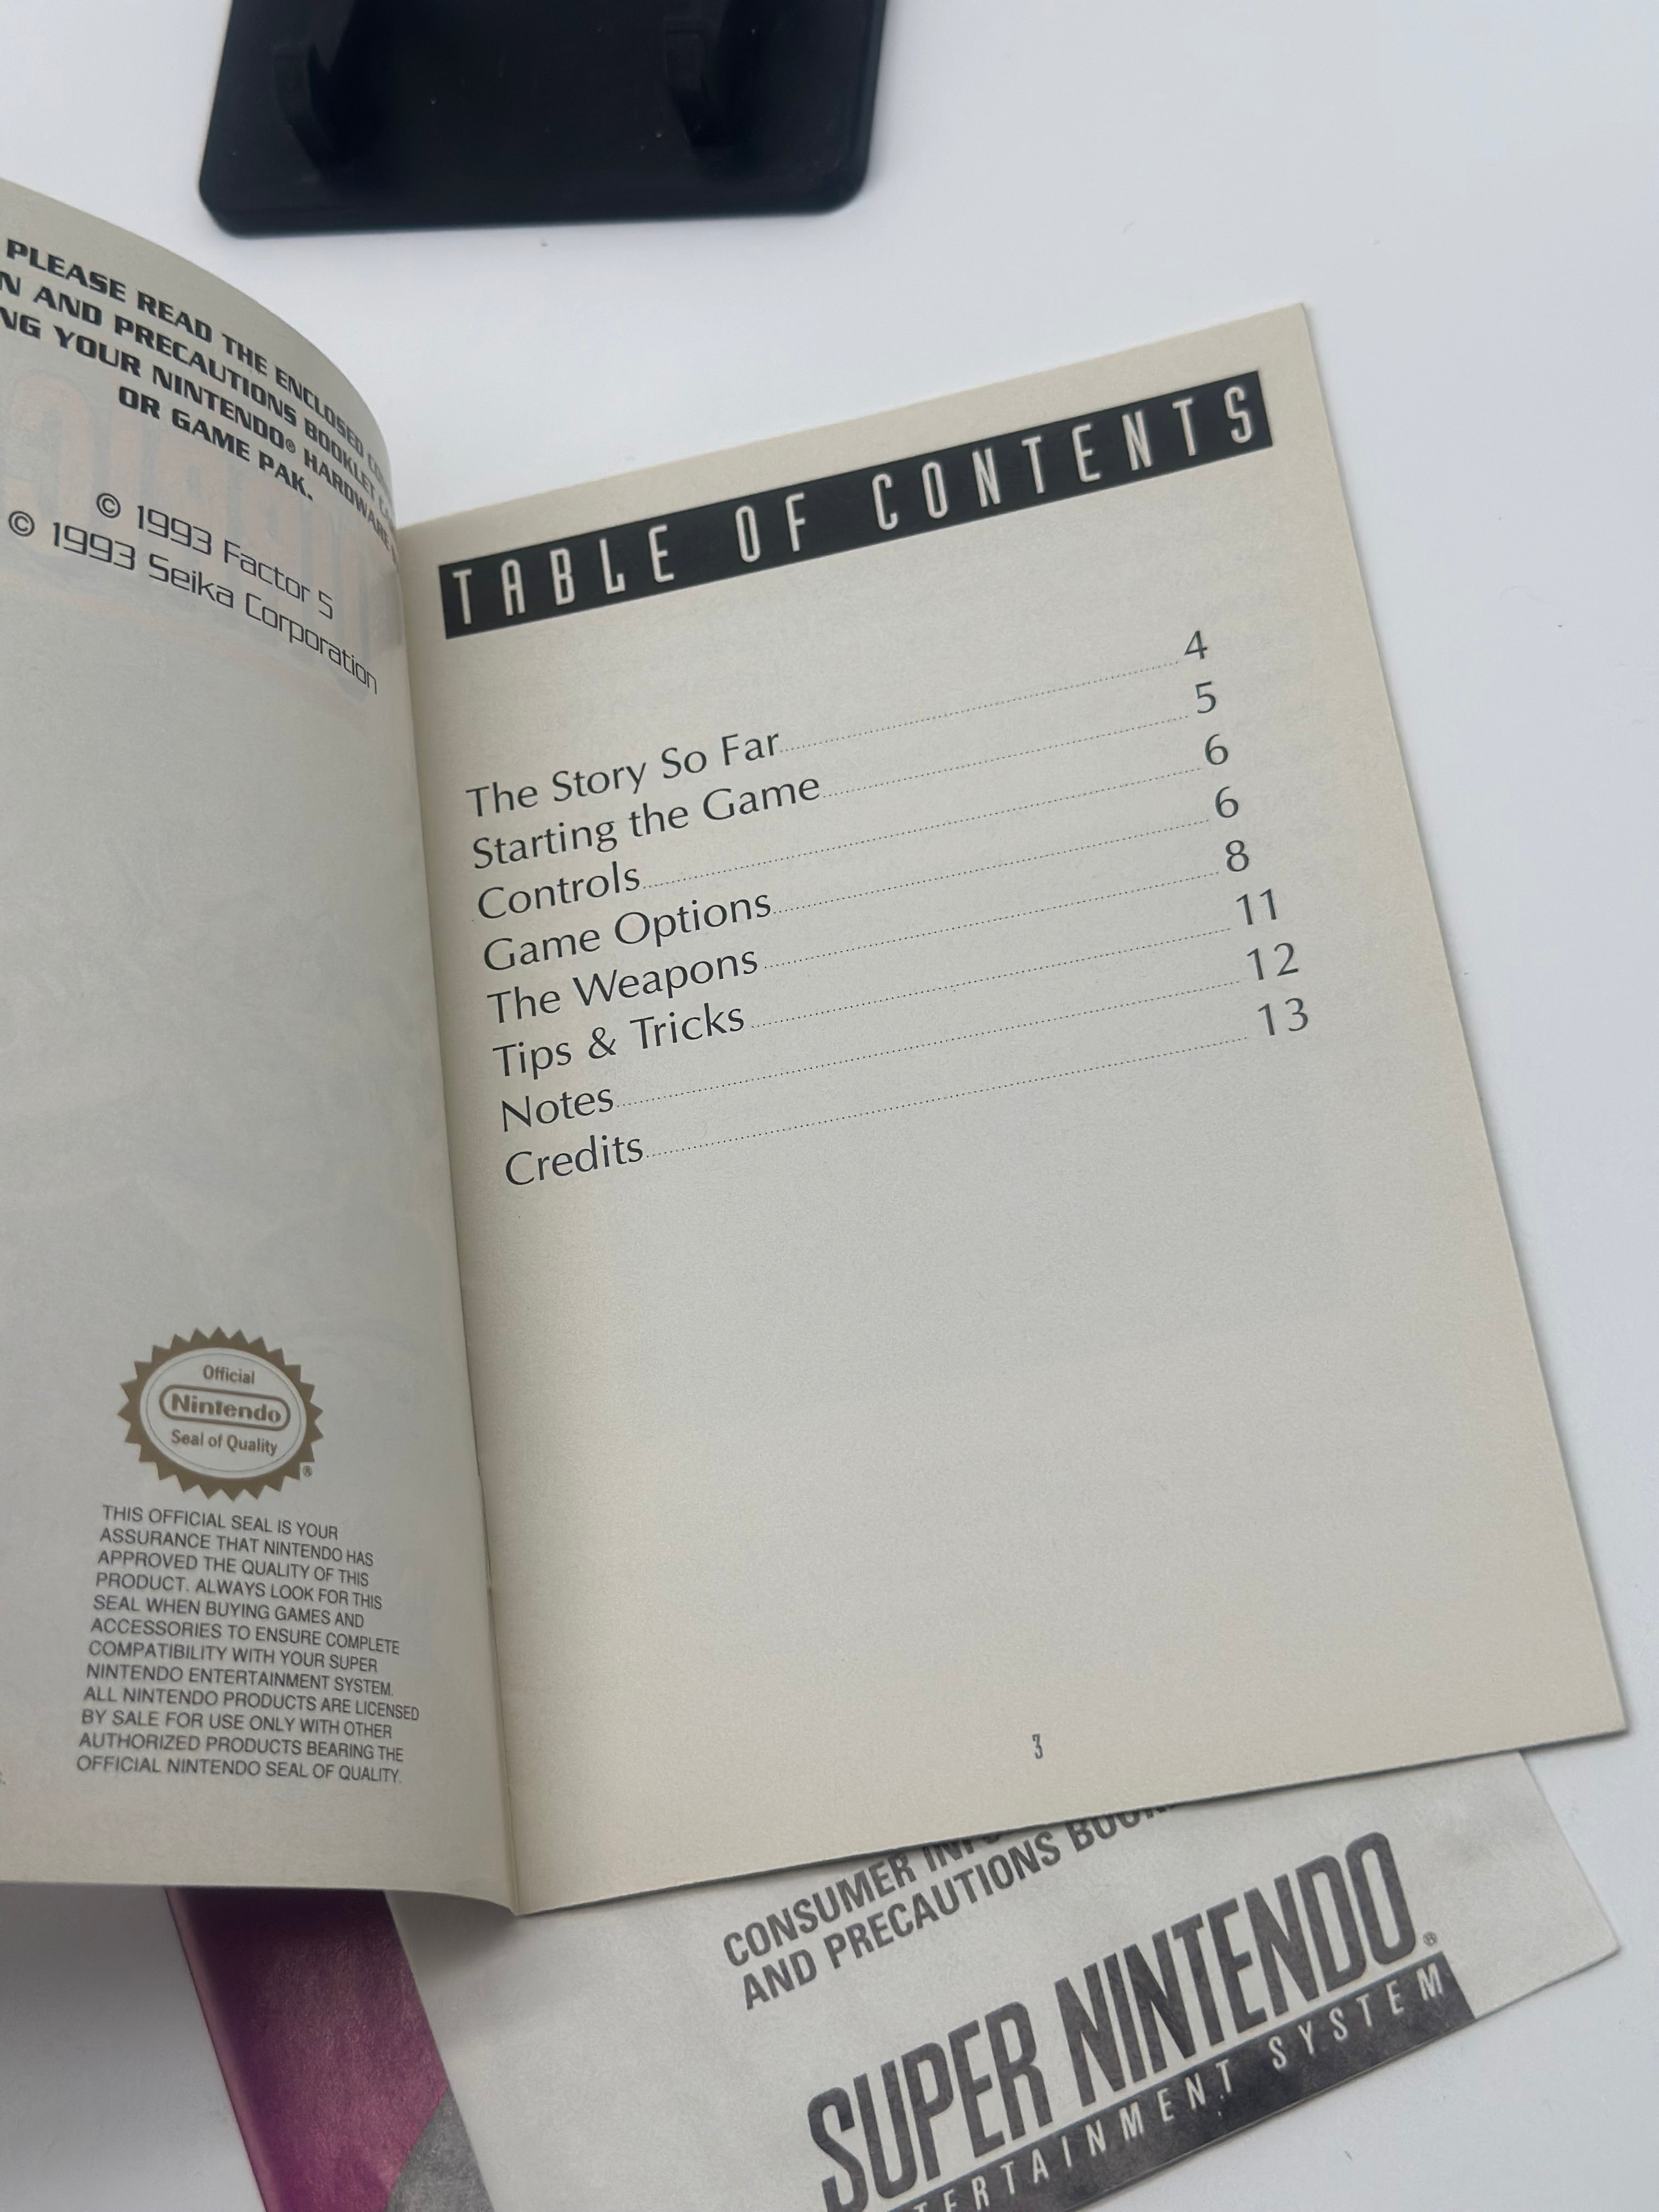 PLEASE READ THE ENCLOSED
N AND PRECAUTIONS BOOKLET
NG YOUR NINTENDO® HARDWARE
OR GAME PAK.
© 1993 Factor 5
© 1993 Seika Corporation
Official
Nintendo
Seal of Quality
®
THIS OFFICIAL SEAL IS YOUR
ASSURANCE THAT NINTENDO HAS
APPROVED THE QUALITY OF THIS
PRODUCT. ALWAYS LOOK FOR THIS
SEAL WHEN BUYING GAMES AND
ACCESSORIES TO ENSURE COMPLETE
COMPATIBILITY WITH YOUR SUPER
NINTENDO ENTERTAINMENT SYSTEM.
ALL NINTENDO PRODUCTS ARE LICENSED
BY SALE FOR USE ONLY WITH OTHER
AUTHORIZED PRODUCTS BEARING THE
OFFICIAL NINTENDO SEAL OF QUALITY.
TABLE OF CONTENTS
The Story So Far 4
Starting the Game 5
Controls 6
Game Options 6
The Weapons 8
Tips & Tricks 11
Notes 12
Credits 13
3
CONSUMER
AND PRECAUTIONS
SUPER NINTENDO®
ERTAINMENT SYSTEM